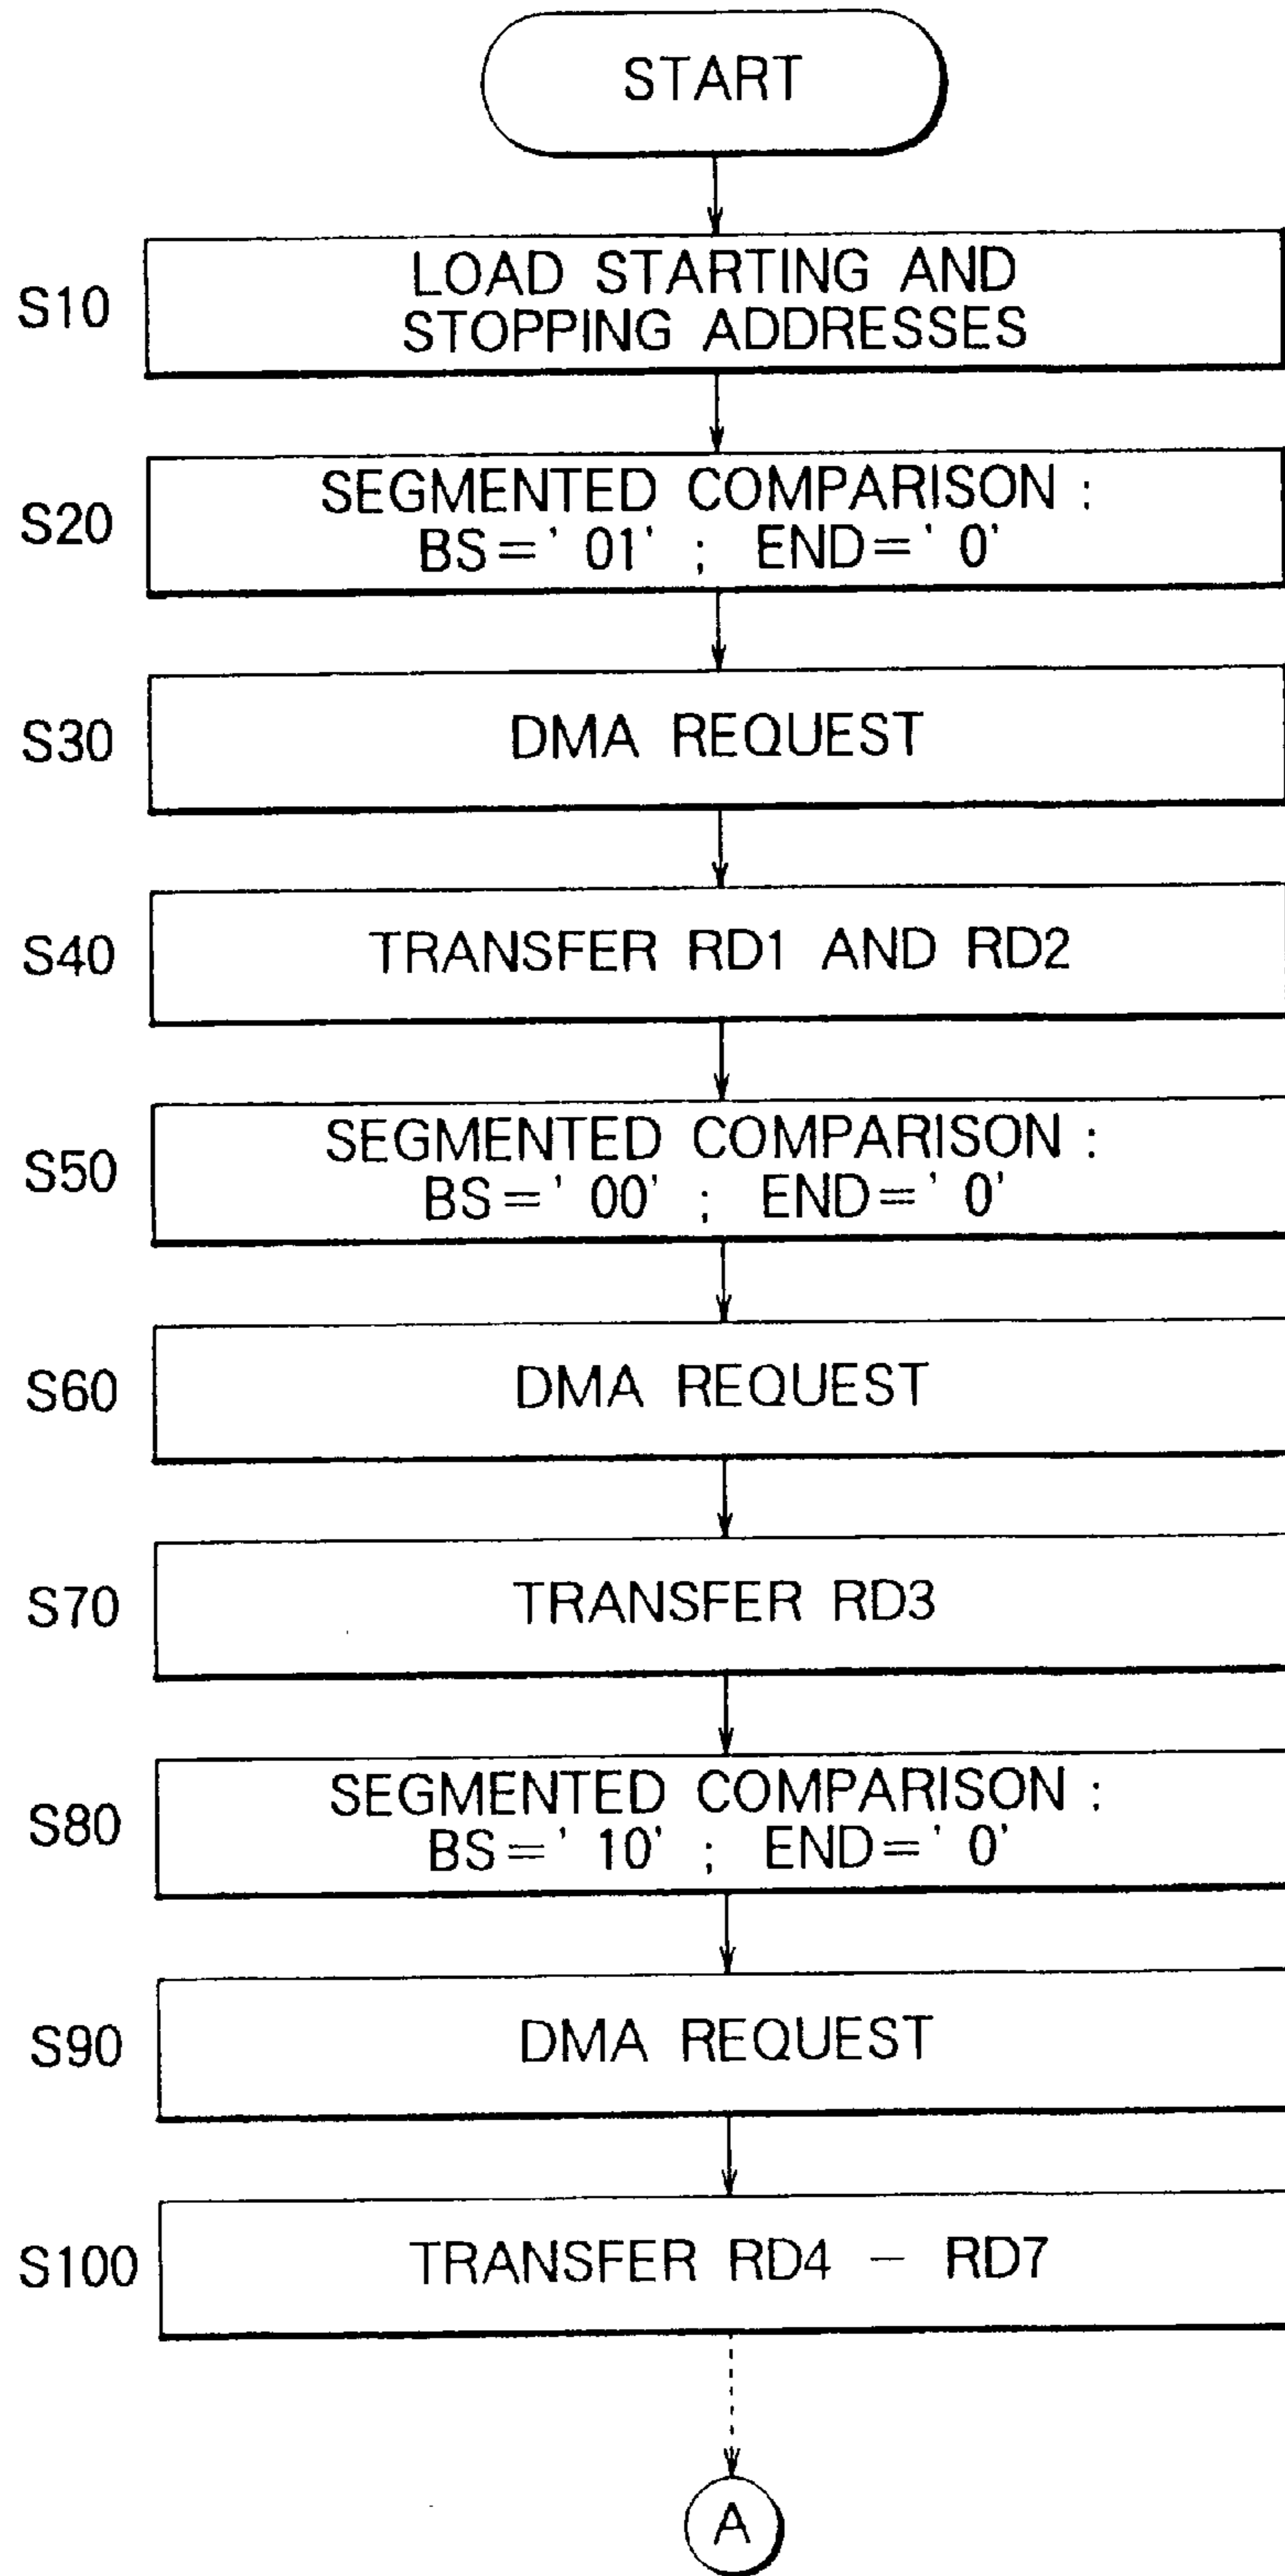 START
S10
LOAD STARTING AND
STOPPING ADDRESSES
S20
SEGMENTED COMPARISON :
BS=' 01' ; END=' 0'
S30
DMA REQUEST
S40
TRANSFER RD1 AND RD2
S50
SEGMENTED COMPARISON :
BS=' 00' ; END=' 0'
S60
DMA REQUEST
S70
TRANSFER RD3
S80
SEGMENTED COMPARISON :
BS=' 10' ; END=' 0'
S90
DMA REQUEST
S100
TRANSFER RD4 – RD7
A